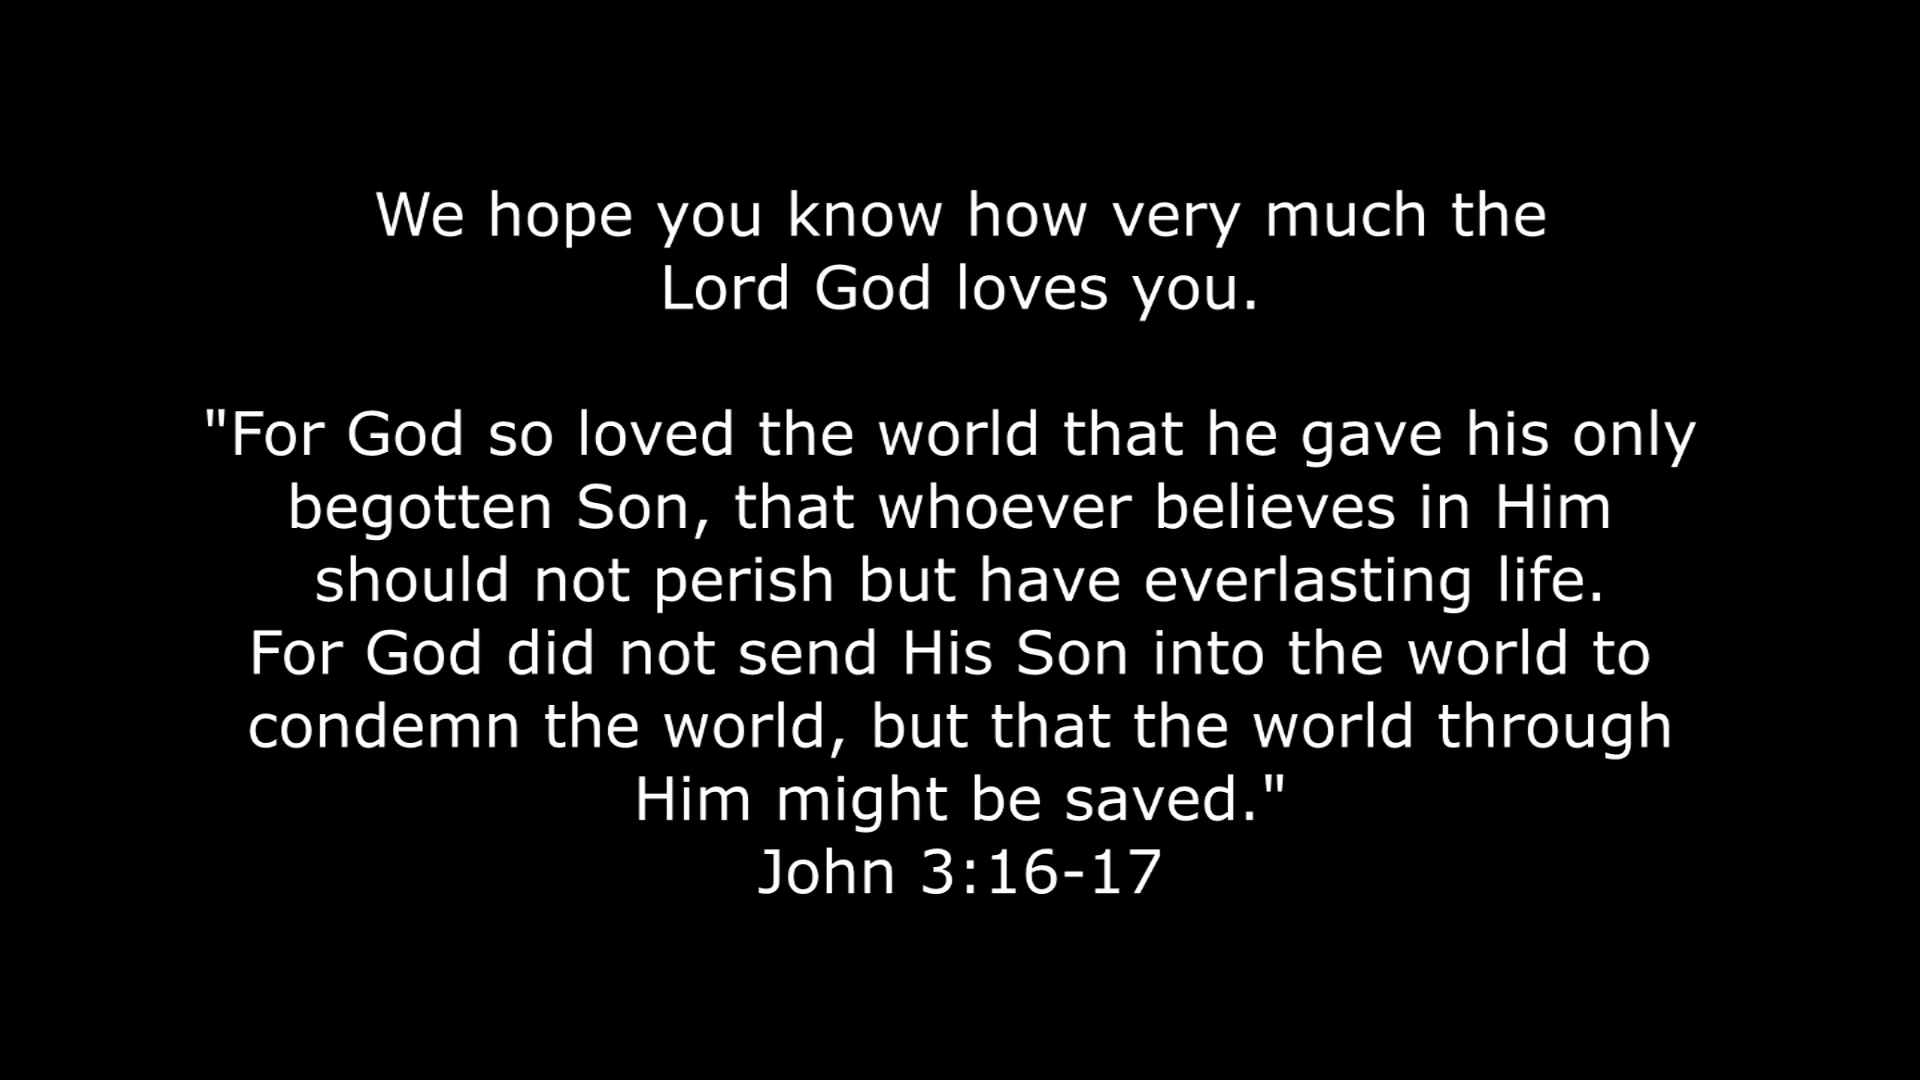 We hope you know how very much the
Lord God loves you.
"For God so loved the world that he gave his only
begotten Son, that whoever believes in Him
should not perish but have everlasting life.
For God did not send His Son into the world to
condemn the world, but that the world through
Him might be saved."
John 3:16-17